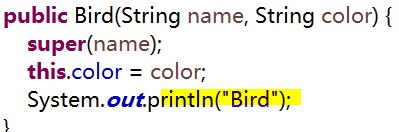 public Bird(String name, String color) {
super(name);
this.color = color;
System.out.println("Bird");
}